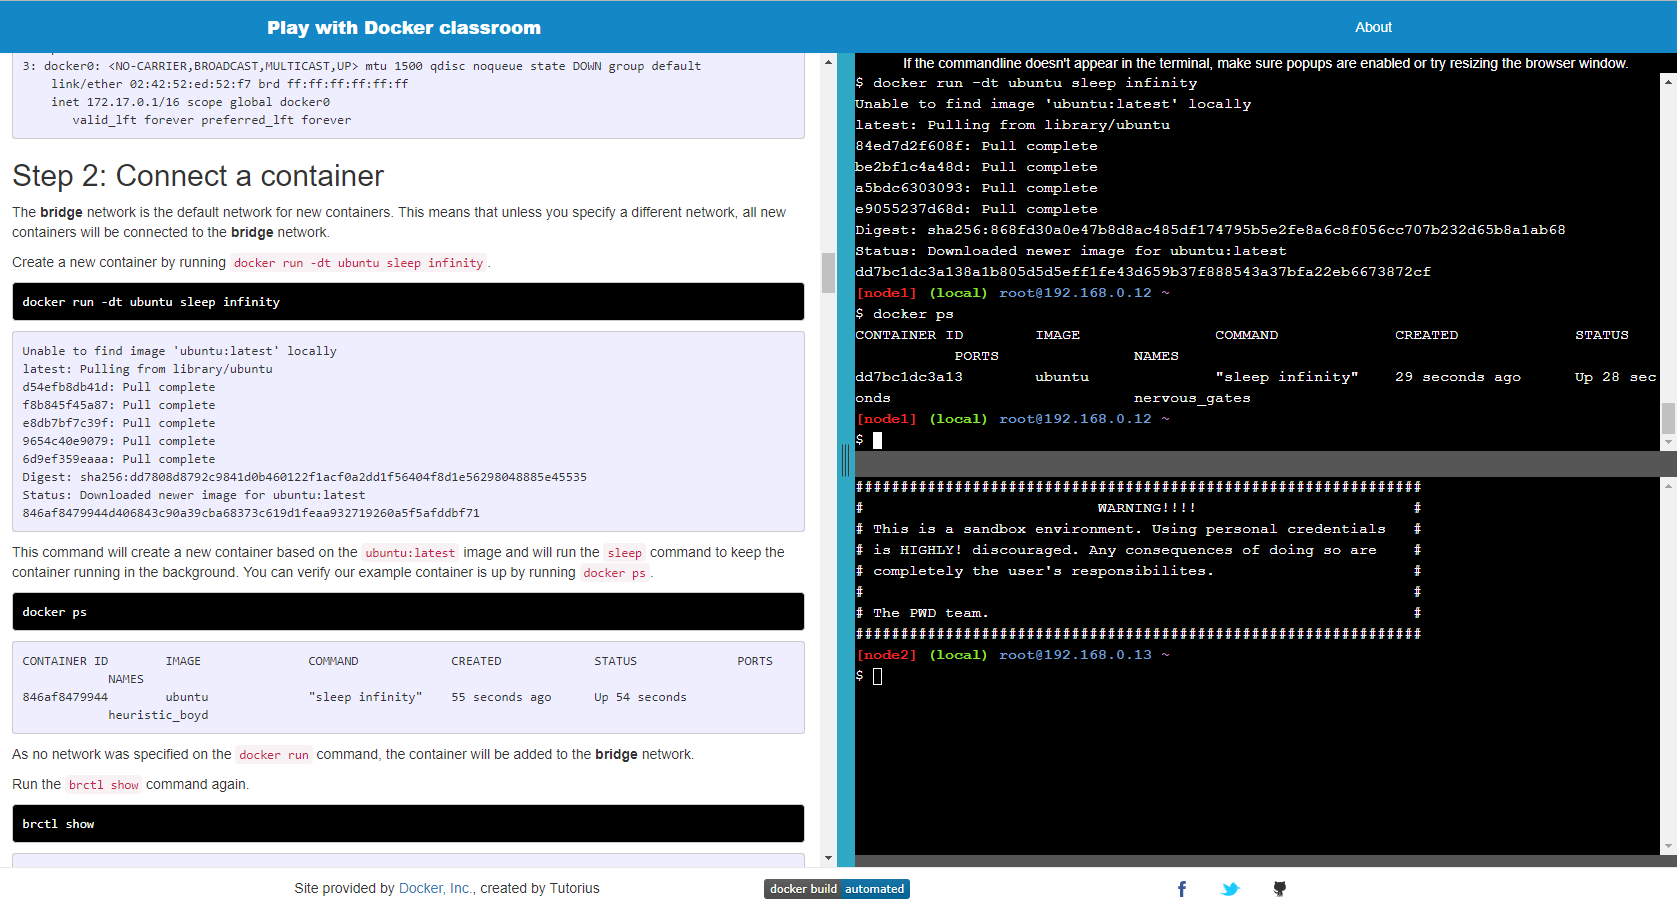 Play with Docker classroom
About
3: docker0: <NO-CARRIER,BROADCAST,MULTICAST,UP> mtu 1500 qdisc noqueue state DOWN group default
link/ether 02:42:52:ed:52:f7 brd ff:ff:ff:ff:ff:ff
inet 172.17.0.1/16 scope global docker0
valid_lft forever preferred_lft forever
Step 2: Connect a container
The bridge network is the default network for new containers. This means that unless you specify a different network, all new
containers will be connected to the bridge network.
Create a new container by running docker run -dt ubuntu sleep infinity .
docker run -dt ubuntu sleep infinity
Unable to find image 'ubuntu:latest' locally
latest: Pulling from library/ubuntu
d54efb8db41d: Pull complete
f8b845f45a87: Pull complete
e8db7bf7c39f: Pull complete
9654c40e9079: Pull complete
6d9ef359eaaa: Pull complete
Digest: sha256:dd7808d8792c9841d0b460122f1acf0a2dd1f56404f8d1e56298048885e45535
Status: Downloaded newer image for ubuntu:latest
846af8479944d406843c90a39cba68373c619d1feaa932719260a5f5afddbf71
This command will create a new container based on the ubuntu:latest image and will run the sleep command to keep the
container running in the background. You can verify our example container is up by running docker ps .
docker ps
CONTAINER ID IMAGE COMMAND CREATED STATUS PORTS
NAMES
846af8479944 ubuntu "sleep infinity" 55 seconds ago Up 54 seconds
heuristic_boyd
As no network was specified on the docker run command, the container will be added to the bridge network.
Run the brctl show command again.
brctl show
If the commandline doesn't appear in the terminal, make sure popups are enabled or try resizing the browser window.
$ docker run -dt ubuntu sleep infinity
Unable to find image 'ubuntu:latest' locally
latest: Pulling from library/ubuntu
84ed7d2f608f: Pull complete
be2bf1c4a48d: Pull complete
a5bdc6303093: Pull complete
e9055237d68d: Pull complete
Digest: sha256:868fd30a0e47b8d8ac485df174795b5e2fe8a6c8f056cc707b232d65b8a1ab68
Status: Downloaded newer image for ubuntu:latest
dd7bc1dc3a138a1b805d5d5eff1fe43d659b37f888543a37bfa22eb6673872cf
[node1] (local) root@192.168.0.12 ~
$ docker ps
CONTAINER ID IMAGE COMMAND CREATED STATUS
PORTS NAMES
dd7bc1dc3a13 ubuntu "sleep infinity" 29 seconds ago Up 28 sec
onds nervous_gates
[node1] (local) root@192.168.0.12 ~
$
###############################################################
# WARNING!!!! #
# This is a sandbox environment. Using personal credentials #
# is HIGHLY! discouraged. Any consequences of doing so are #
# completely the user's responsibilites. #
# #
# The PWD team. #
###############################################################
[node2] (local) root@192.168.0.13 ~
$
Site provided by Docker, Inc., created by Tutorius
docker build automated